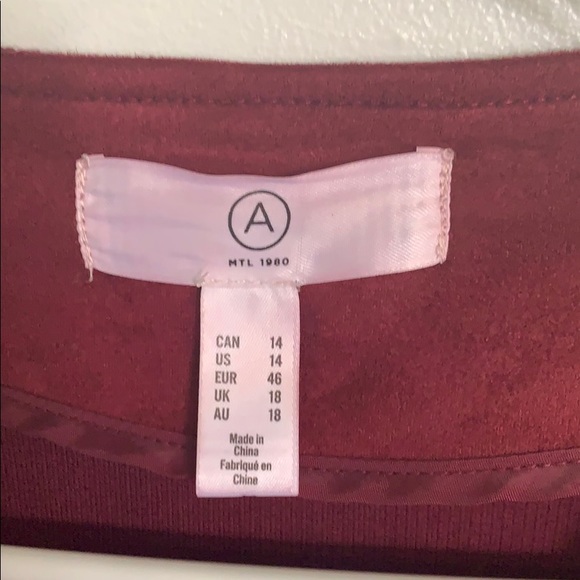 A
MTL 1980
CAN 14
US 14
EUR 46
UK 18
AU 18
Made in
China
Fabriqué en
Chine